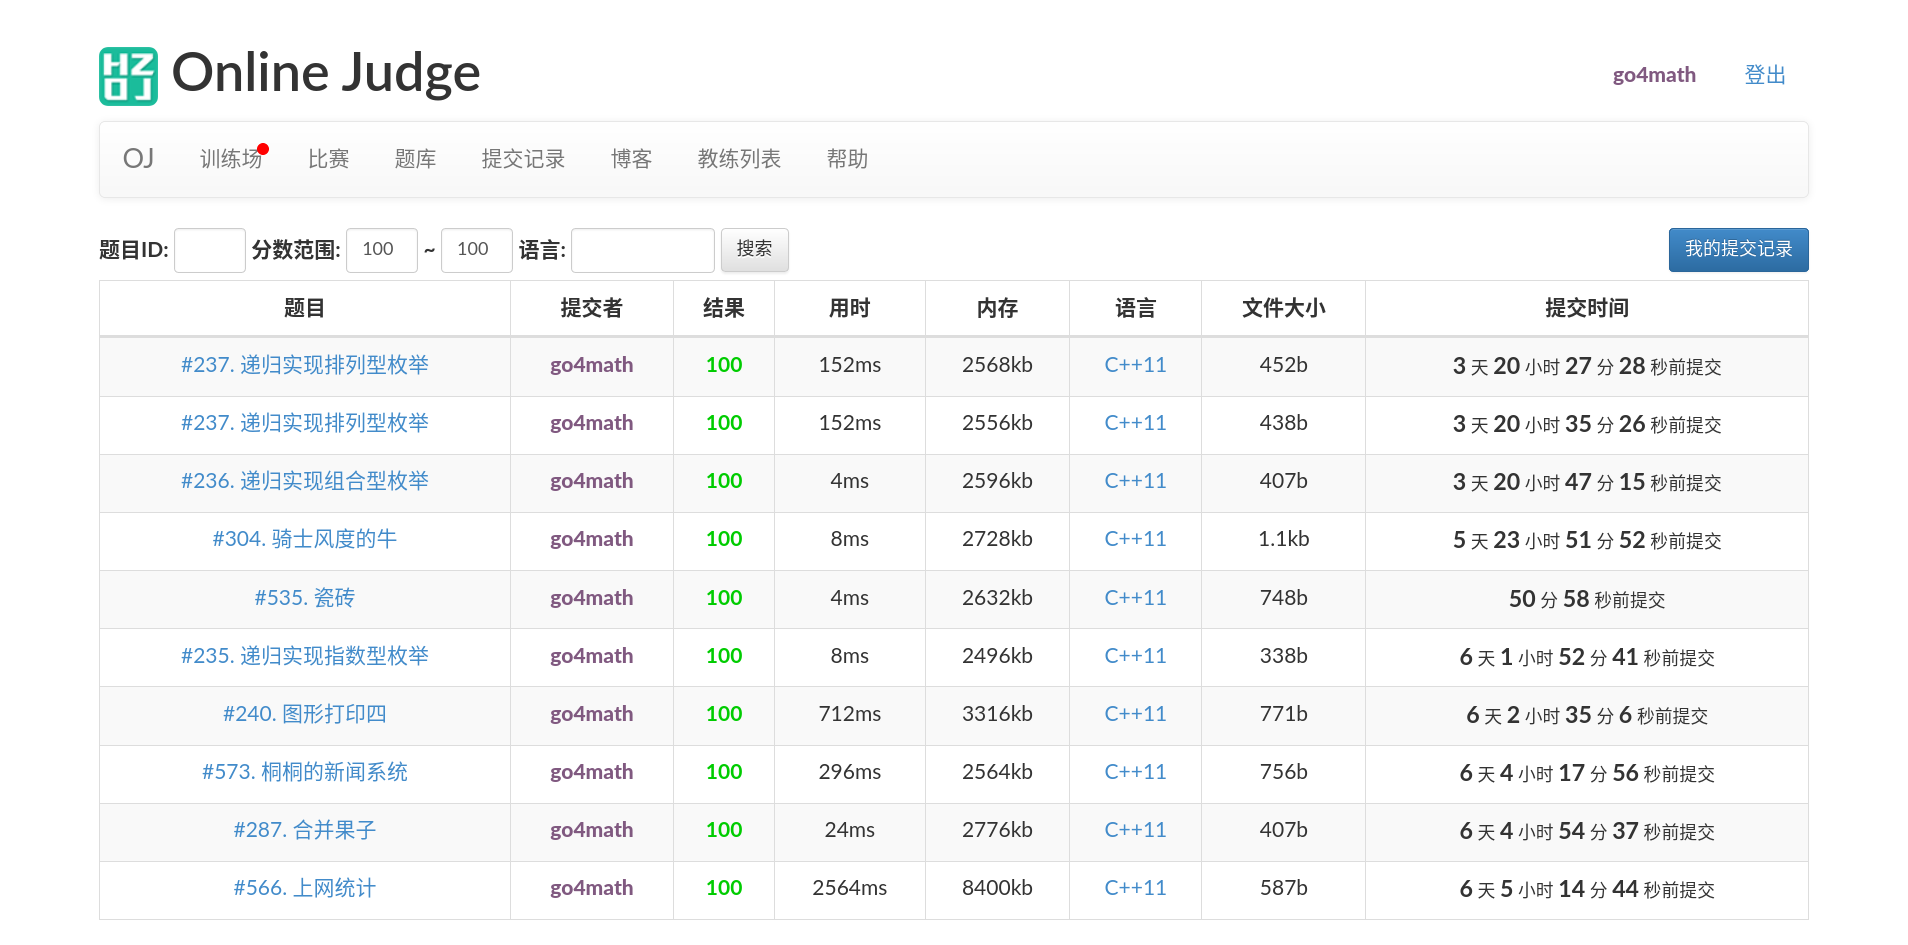 HZ
OJ
Online Judge
go4math 登出
OJ 训练场 比赛 题库 提交记录 博客 教练列表 帮助
题目ID: 分数范围: 100 ~ 100 语言: 搜索 我的提交记录
题目 提交者 结果 用时 内存 语言 文件大小 提交时间
#237. 递归实现排列型枚举 go4math 100 152ms 2568kb C++11 452b 3 天 20 小时 27 分 28 秒前提交
#237. 递归实现排列型枚举 go4math 100 152ms 2556kb C++11 438b 3 天 20 小时 35 分 26 秒前提交
#236. 递归实现组合型枚举 go4math 100 4ms 2596kb C++11 407b 3 天 20 小时 47 分 15 秒前提交
#304. 骑士风度的牛 go4math 100 8ms 2728kb C++11 1.1kb 5 天 23 小时 51 分 52 秒前提交
#535. 瓷砖 go4math 100 4ms 2632kb C++11 748b 50 分 58 秒前提交
#235. 递归实现指数型枚举 go4math 100 8ms 2496kb C++11 338b 6 天 1 小时 52 分 41 秒前提交
#240. 图形打印四 go4math 100 712ms 3316kb C++11 771b 6 天 2 小时 35 分 6 秒前提交
#573. 桐桐的新闻系统 go4math 100 296ms 2564kb C++11 756b 6 天 4 小时 17 分 56 秒前提交
#287. 合并果子 go4math 100 24ms 2776kb C++11 407b 6 天 4 小时 54 分 37 秒前提交
#566. 上网统计 go4math 100 2564ms 8400kb C++11 587b 6 天 5 小时 14 分 44 秒前提交